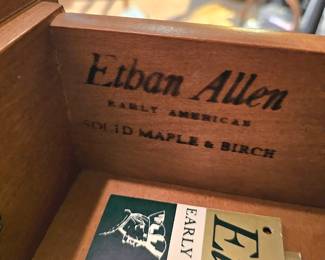 Ethan Allen
EARLY AMERICAN
SOLID MAPLE & BIRCH
EARLY
E